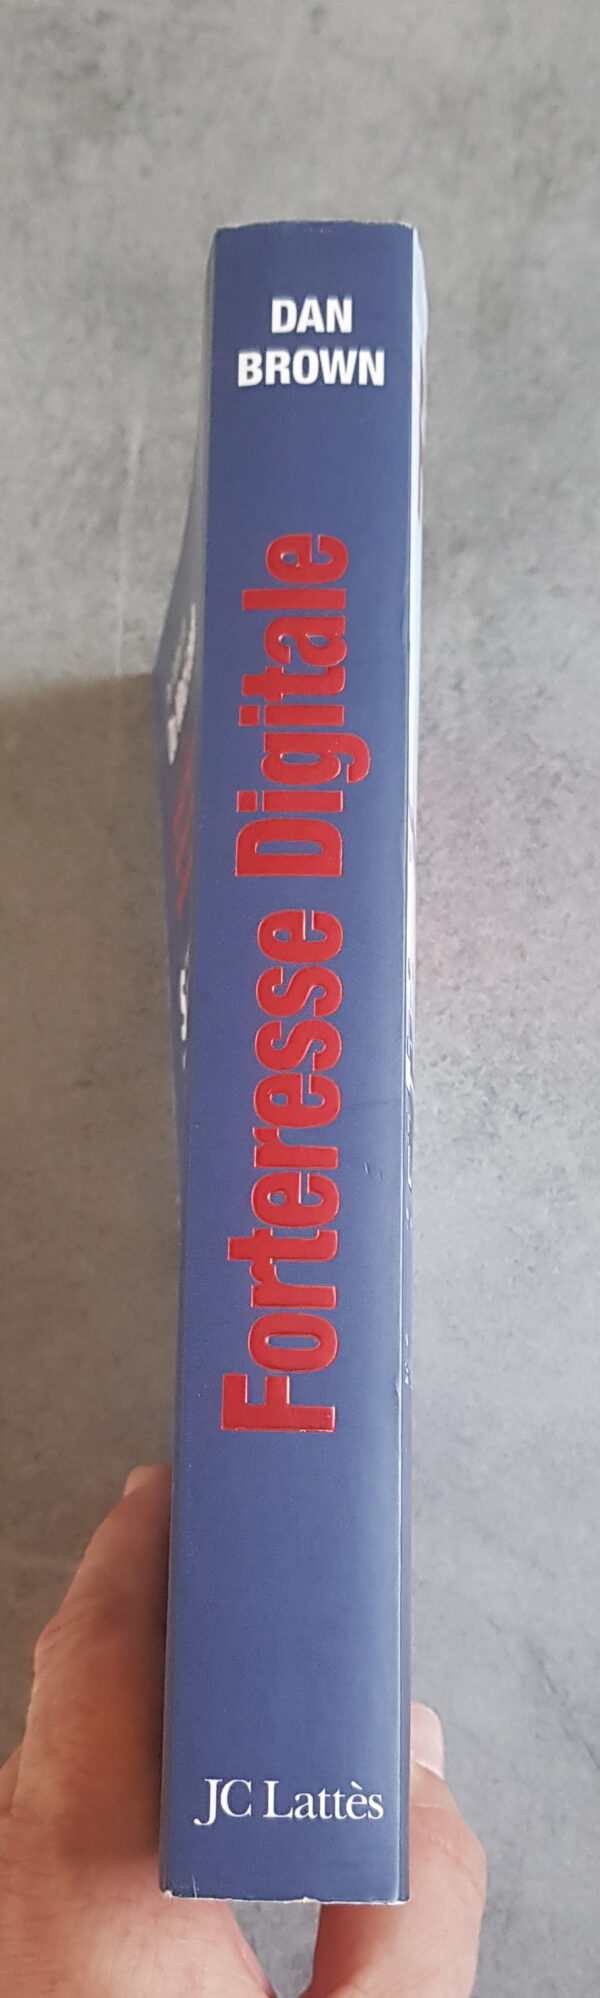 DAN
BROWN
Forteresse Digitale
JC Lattès